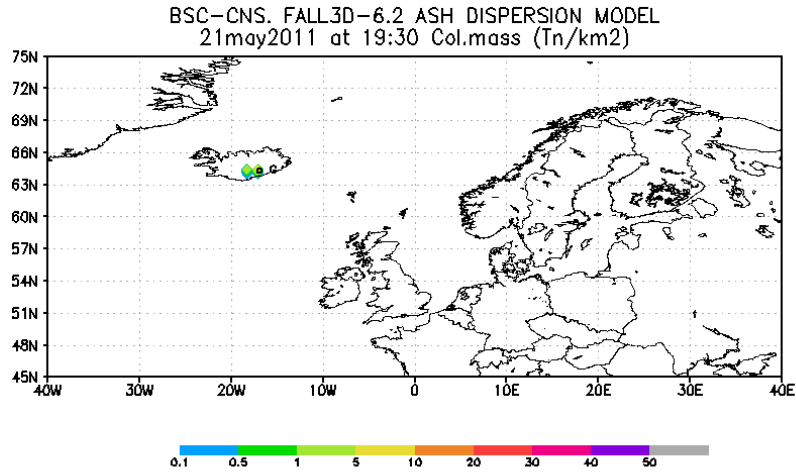 BSC-CNS. FALL3D-6.2 ASH DISPERSION MODEL
21may2011 at 19:30 Col.mass (Tn/km2)
75N
72N
69N
66N
63N
60N
57N
54N
51N
48N
45N
40W 30W 20W 10W 0 10E 20E 30E 40E
0.1 0.5 1 5 10 20 30 40 50